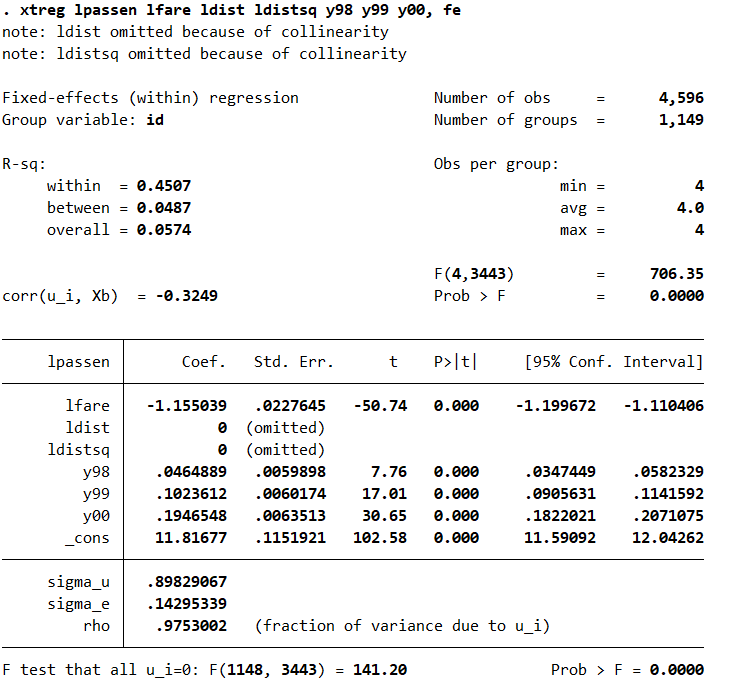 . xtreg lpassen lfare ldist ldistsq y98 y99 y00, fe
note: ldist omitted because of collinearity
note: ldistsq omitted because of collinearity
Fixed-effects (within) regression Number of obs = 4,596
Group variable: id Number of groups = 1,149
R-sq: Obs per group:
within = 0.4507 min = 4
between = 0.0487 avg = 4.0
overall = 0.0574 max = 4
F(4,3443) = 706.35
corr(u_i, Xb) = -0.3249 Prob > F = 0.0000
lpassen Coef. Std. Err. t P>|t| [95% Conf. Interval]
lfare -1.155039 .0227645 -50.74 0.000 -1.199672 -1.110406
ldist 0 (omitted)
ldistsq 0 (omitted)
y98 .0464889 .0059898 7.76 0.000 .0347449 .0582329
y99 .1023612 .0060174 17.01 0.000 .0905631 .1141592
y00 .1946548 .0063513 30.65 0.000 .1822021 .2071075
_cons 11.81677 .1151921 102.58 0.000 11.59092 12.04262
sigma_u .89829067
sigma_e .14295339
rho .9753002 (fraction of variance due to u_i)
F test that all u_i=0: F(1148, 3443) = 141.20 Prob > F = 0.0000